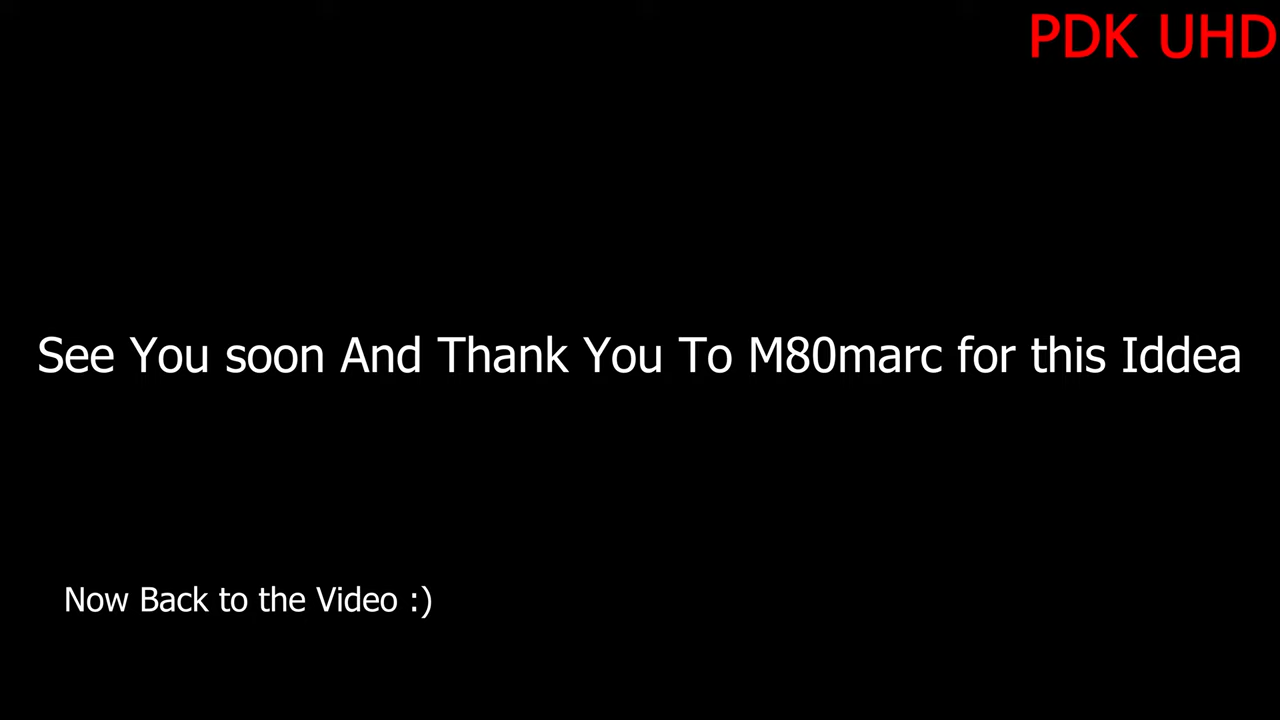 PDK UHD
See You soon And Thank You To M80marc for this Iddea
Now Back to the Video :)